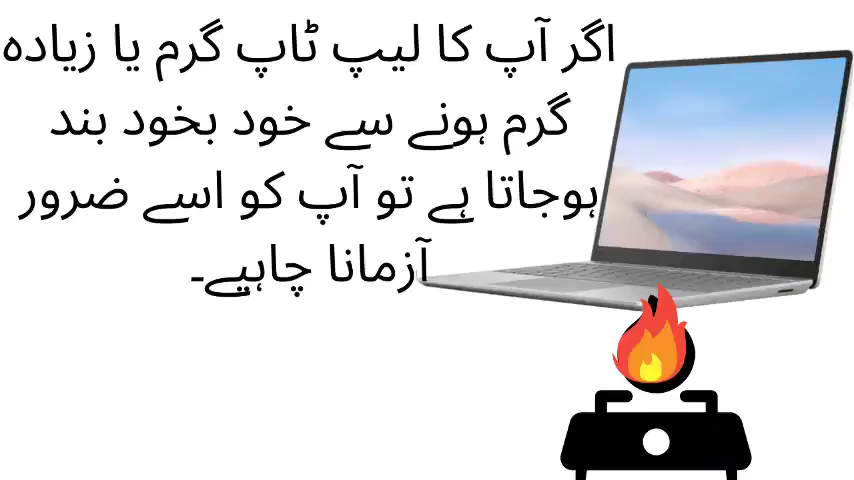 اگر آپ کا لیپ ٹاپ گرم یا زیادہ
گرم ہونے سے خود بخود بند
ہوجاتا ہے تو آپ کو اسے ضرور
آزمانا چاہیے۔